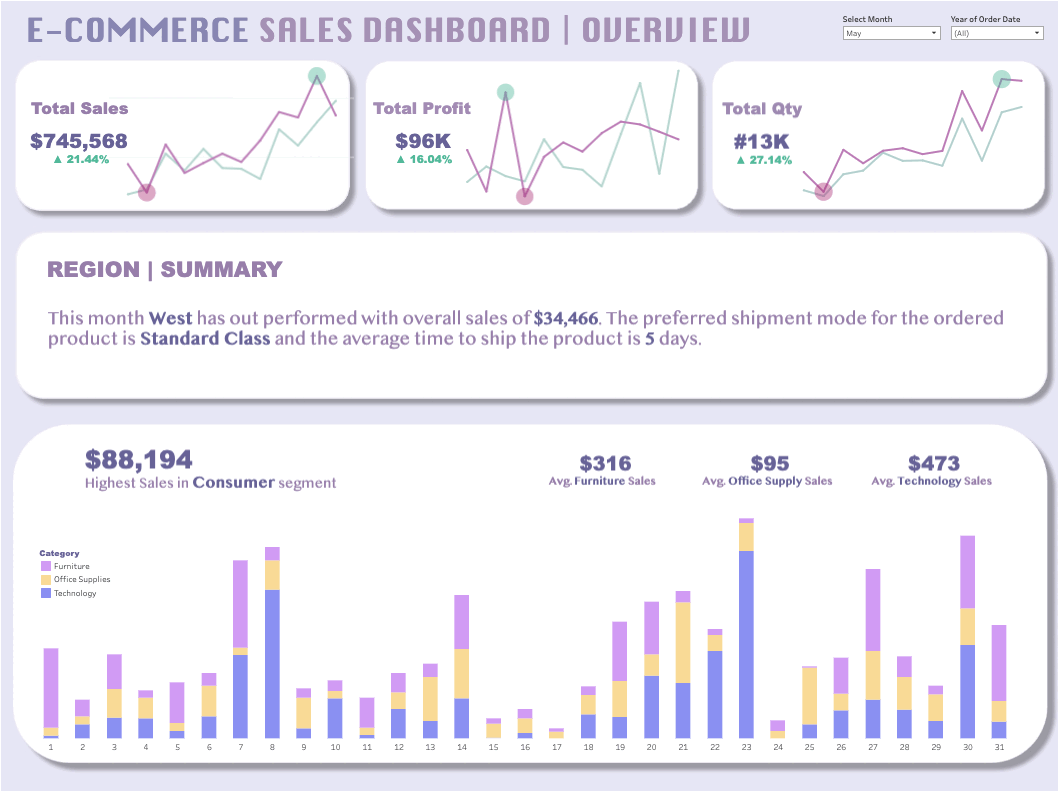 E-COMMERCE SALES DASHBOARD | OVERVIEW
Select Month
May
Year of Order Date
(All)
Total Sales
$745,568
▲ 21.44%
Total Profit
$96K
▲ 16.04%
Total Qty
#13K
▲ 27.14%
REGION | SUMMARY
This month West has out performed with overall sales of $34,466. The preferred shipment mode for the ordered
product is Standard Class and the average time to ship the product is 5 days.
$88,194
Highest Sales in Consumer segment
$316
Avg. Furniture Sales
$95
Avg. Office Supply Sales
$473
Avg. Technology Sales
Category
Furniture
Office Supplies
Technology
1 2 3 4 5 6 7 8 9 10 11 12 13 14 15 16 17 18 19 20 21 22 23 24 25 26 27 28 29 30 31